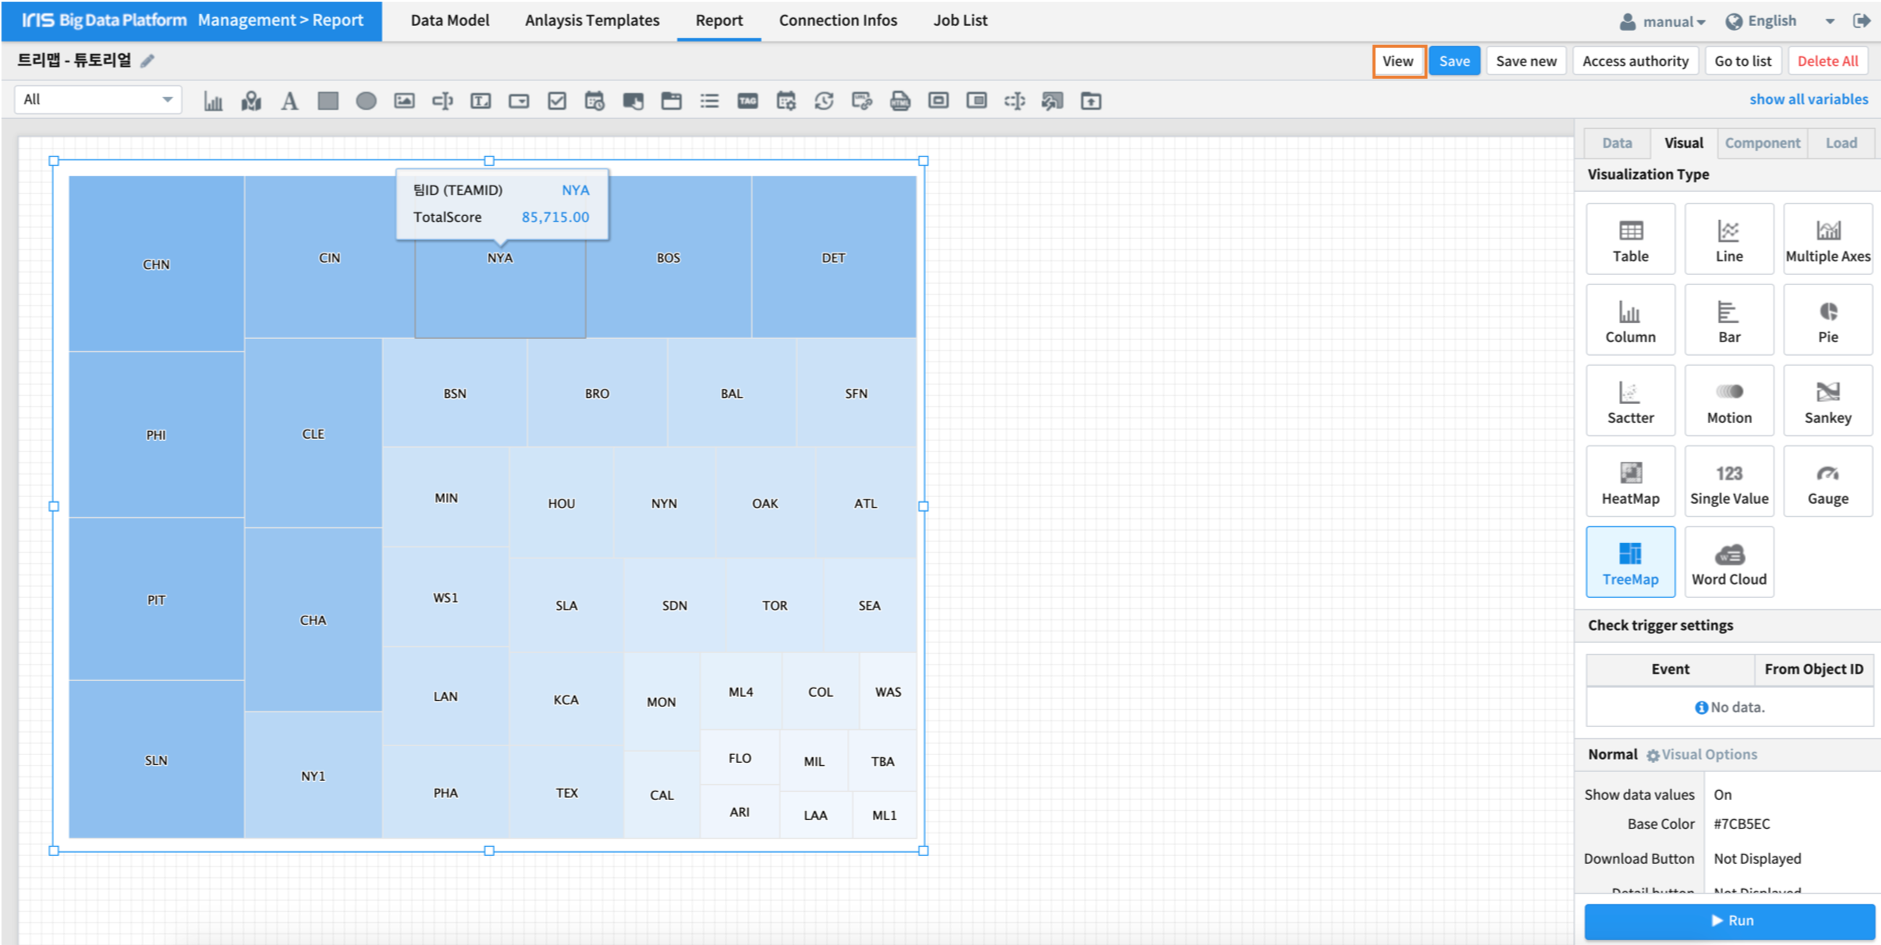 IRIS Big Data Platform Management > Report Data Model Anlaysis Templates Report Connection Infos Job List manual English
트리맵 - 튜토리얼 View Save Save new Access authority Go to list Delete All
All TAG HTML show all variables
Data Visual Component Load
Visualization Type
Table Line Multiple Axes
Column Bar Pie
Sactter Motion Sankey
123
HeatMap Single Value Gauge
W
TreeMap Word Cloud
Check trigger settings
Event From Object ID
No data.
Normal Visual Options
Show data values On
Base Color #7CB5EC
Download Button Not Displayed
Detail button Not Displayed
Run
팀ID (TEAMID) NYA
TotalScore 85,715.00
CHN CIN NYA BOS DET
PHI CLE BSN BRO BAL SFN
MIN HOU NYN OAK ATL
PIT CHA WS1 SLA SDN TOR SEA
LAN KCA MON ML4 COL WAS
SLN NY1 FLO MIL TBA
PHA TEX CAL ARI LAA ML1